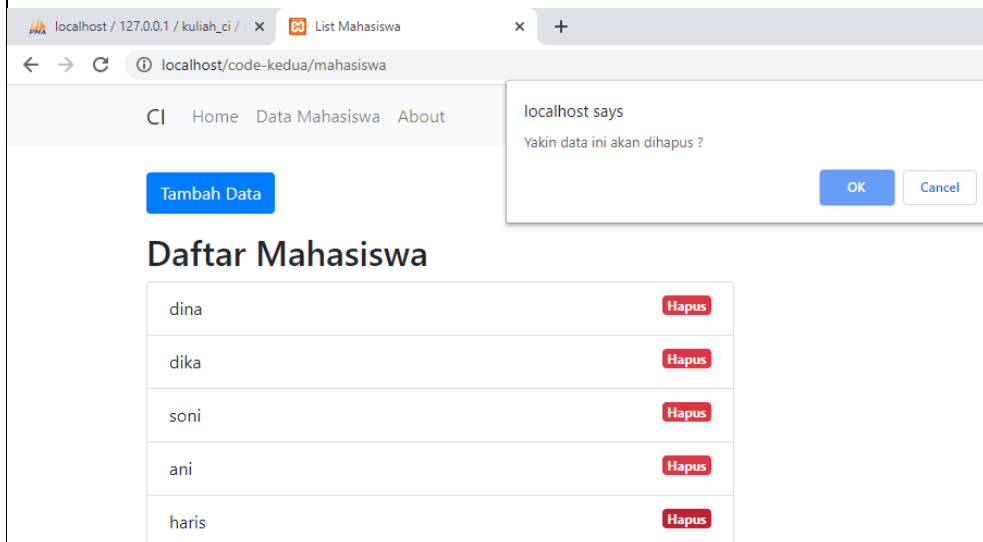 localhost / 127.0.0.1 / kuliah_ci /
List Mahasiswa
localhost/code-kedua/mahasiswa
CI Home Data Mahasiswa About
localhost says
Yakin data ini akan dihapus ?
OK Cancel
Tambah Data
Daftar Mahasiswa
dina Hapus
dika Hapus
soni Hapus
ani Hapus
haris Hapus